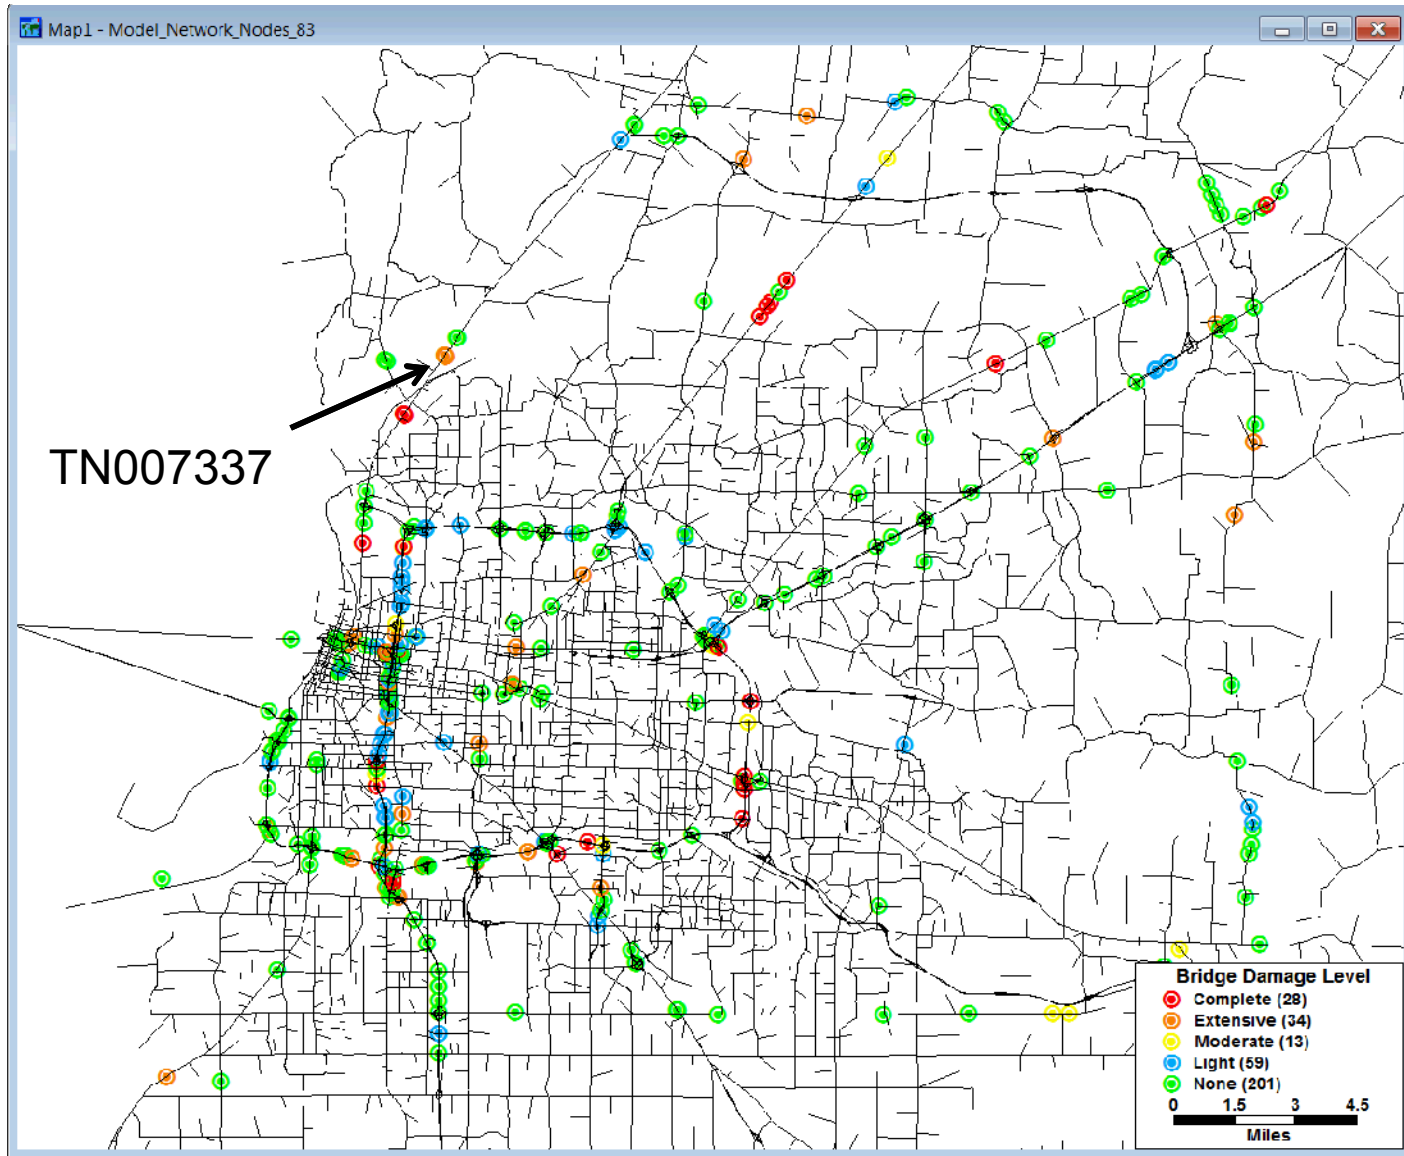 Map1 - Model_Network_Nodes_83
TN007337
Bridge Damage Level
Complete (28)
Extensive (34)
Moderate (13)
Light (59)
None (201)
0 1.5 3 4.5
Miles